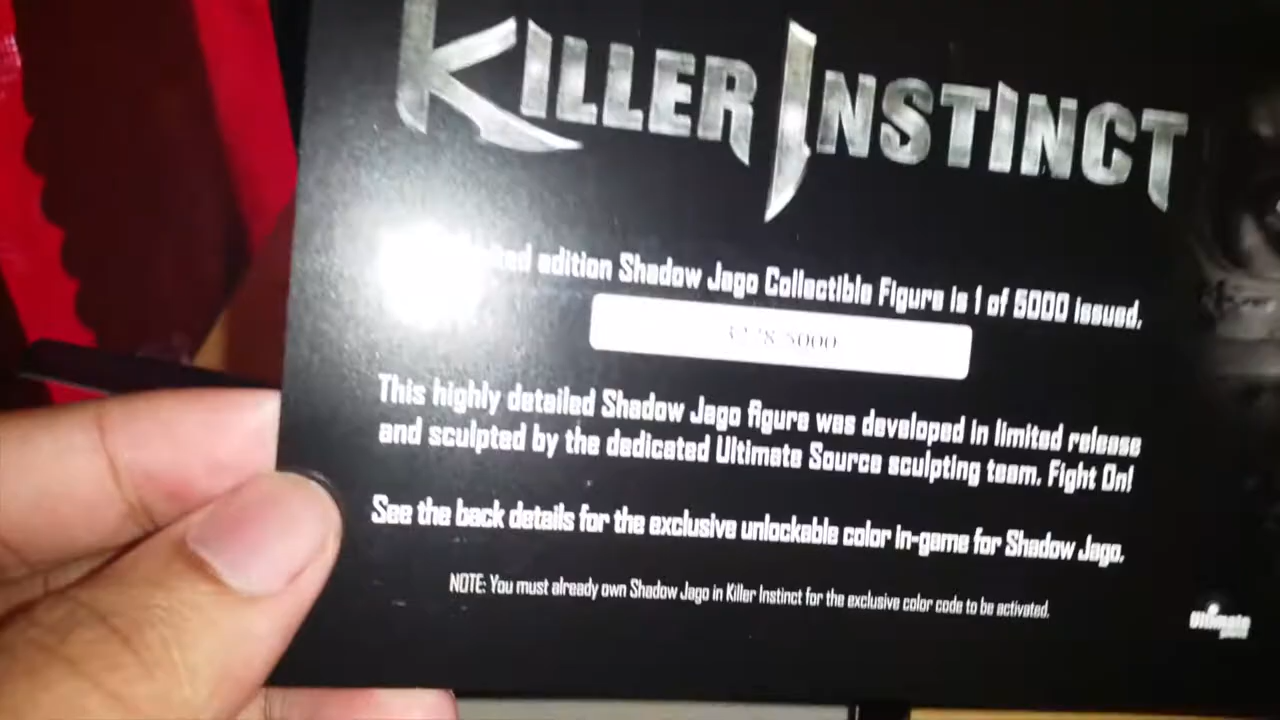 KILLER INSTINCT
edition Shadow Jago Collectible Figure is 1 of 5000 issued.
5000
This highly detailed Shadow Jago figure was developed in limited release
and sculpted by the dedicated Ultimate Source sculpting team. Fight On!
See the back details for the exclusive unlockable color in-game for Shadow Jago.
NOTE: You must already own Shadow Jago in Killer Instinct for the exclusive color code to be activated.
ultimate